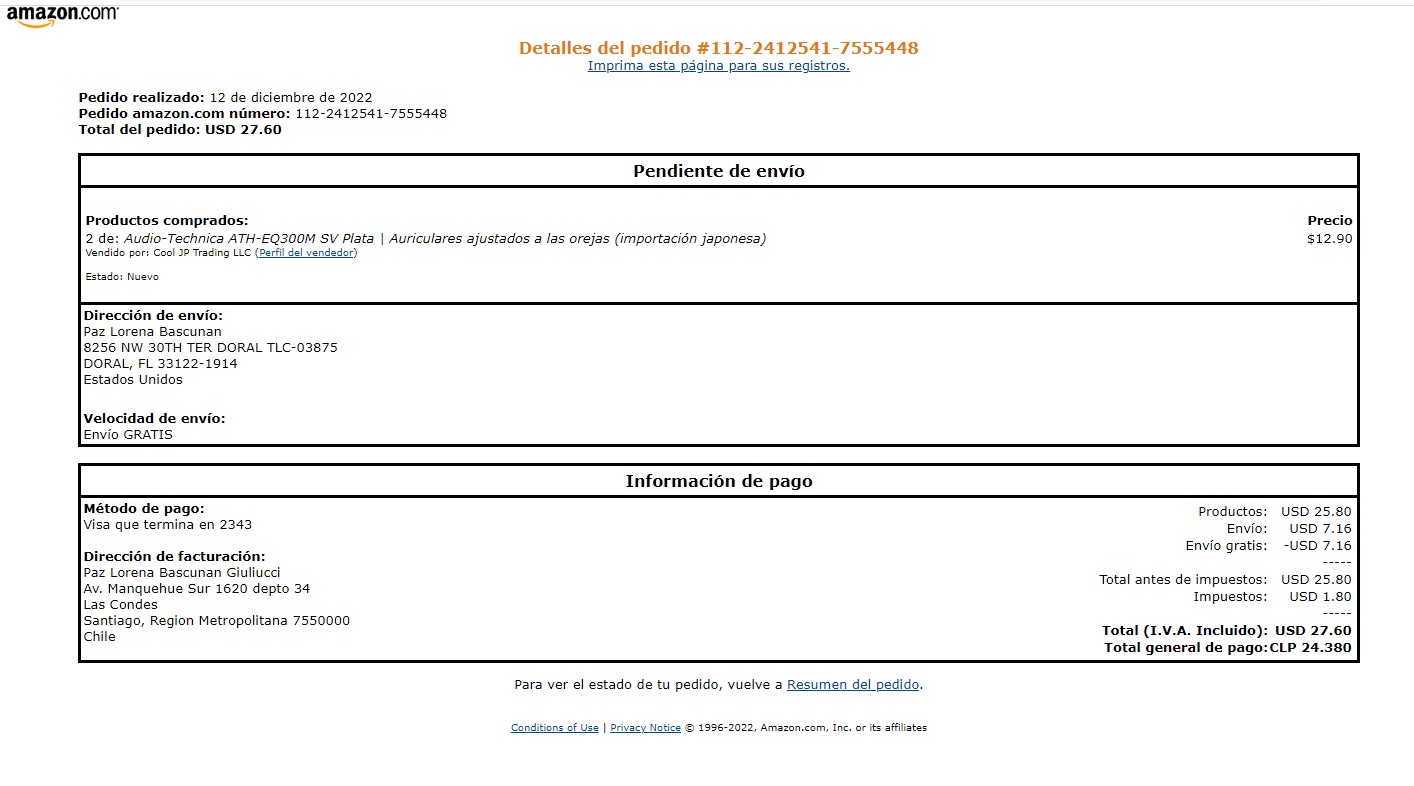 amazon.com
Detalles del pedido #112-2412541-7555448
Imprima esta página para sus registros.
Pedido realizado: 12 de diciembre de 2022
Pedido amazon.com número: 112-2412541-7555448
Total del pedido: USD 27.60
Pendiente de envío
Productos comprados: Precio
2 de: Audio-Technica ATH-EQ300M SV Plata | Auriculares ajustados a las orejas (importación japonesa) $12.90
Vendido por: Cool JP Trading LLC (Perfil del vendedor)
Estado: Nuevo
Dirección de envío:
Paz Lorena Bascunan
8256 NW 30TH TER DORAL TLC-03875
DORAL, FL 33122-1914
Estados Unidos
Velocidad de envío:
Envío GRATIS
Información de pago
Método de pago:
Visa que termina en 2343
Dirección de facturación:
Paz Lorena Bascunan Giuliucci
Av. Manquehue Sur 1620 depto 34
Las Condes
Santiago, Region Metropolitana 7550000
Chile
Productos: USD 25.80
Envío: USD 7.16
Envío gratis: -USD 7.16
-----
Total antes de impuestos: USD 25.80
Impuestos: USD 1.80
-----
Total (I.V.A. Incluido): USD 27.60
Total general de pago: CLP 24.380
Para ver el estado de tu pedido, vuelve a Resumen del pedido.
Conditions of Use | Privacy Notice © 1996-2022, Amazon.com, Inc. or its affiliates